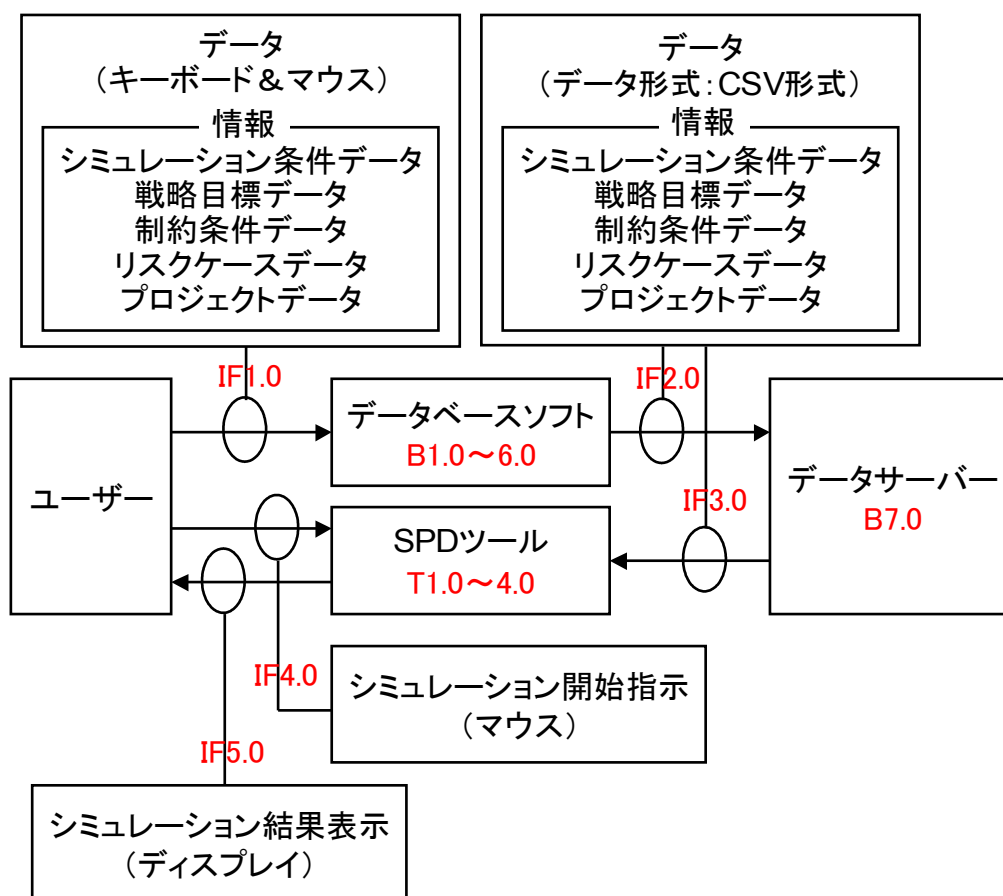 データ
（キーボード＆マウス）
情報
シミュレーション条件データ
戦略目標データ
制約条件データ
リスクケースデータ
プロジェクトデータ
データ
（データ形式：CSV形式）
情報
シミュレーション条件データ
戦略目標データ
制約条件データ
リスクケースデータ
プロジェクトデータ
IF1.0
IF2.0
ユーザー
データベースソフト
B1.0～6.0
IF3.0
データサーバー
B7.0
SPDツール
T1.0～4.0
IF4.0
シミュレーション開始指示
（マウス）
IF5.0
シミュレーション結果表示
（ディスプレイ）